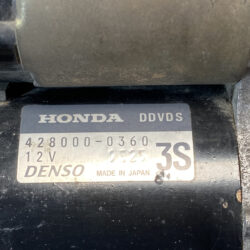 HONDA DDVDS
428000-0360
12V
3S
DENSO MADE IN JAPAN